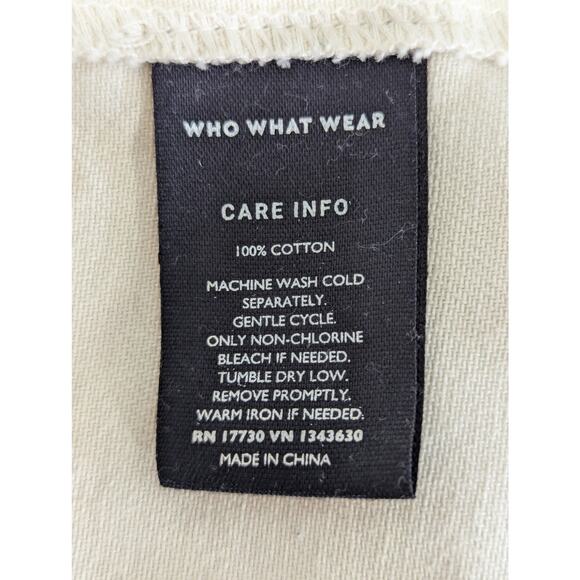 WHO WHAT WEAR
CARE INFO
100% COTTON
MACHINE WASH COLD
SEPARATELY.
GENTLE CYCLE.
ONLY NON-CHLORINE
BLEACH IF NEEDED.
TUMBLE DRY LOW.
REMOVE PROMPTLY.
WARM IRON IF NEEDED.
RN 17730 VN 1343630
MADE IN CHINA